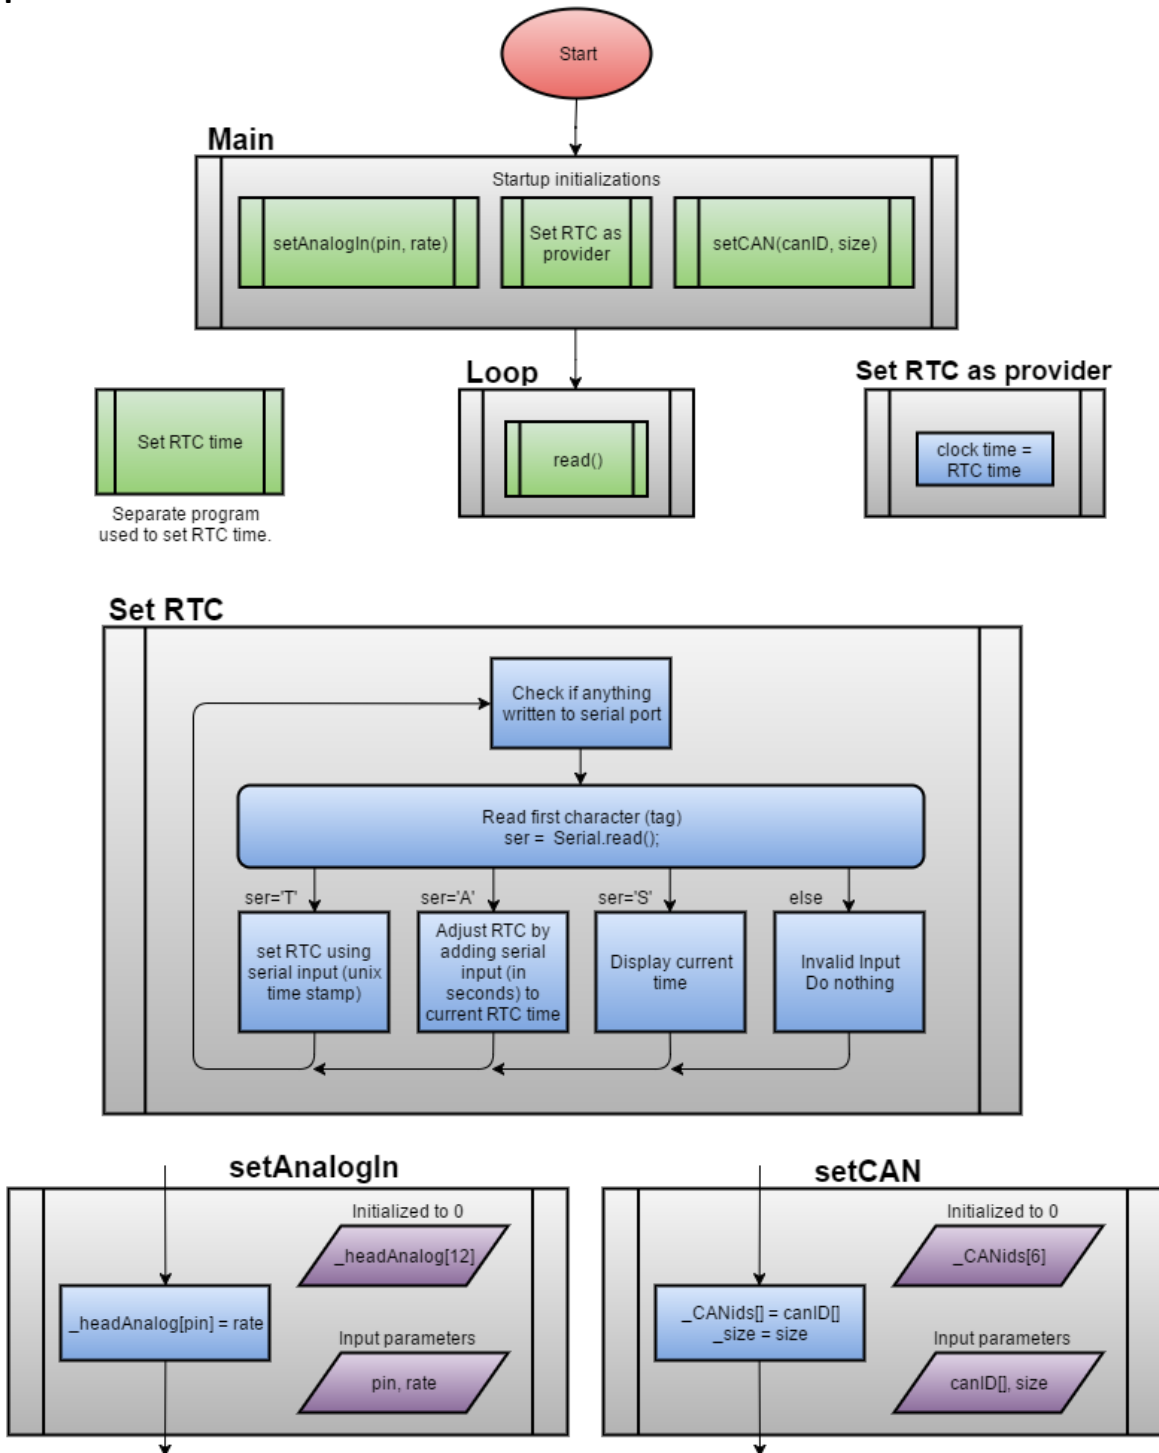 Start
Main
Startup initializations
setAnalogIn(pin, rate)
Set RTC as
provider
setCAN(canID, size)
Loop
Set RTC as provider
Set RTC time
read()
clock time =
RTC time
Separate program
used to set RTC time.
Set RTC
Check if anything
written to serial port
Read first character (tag)
ser = Serial.read();
ser='T'
ser='A'
ser='S'
else
set RTC using
serial input (unix
time stamp)
Adjust RTC by
adding serial
input (in
seconds) to
current RTC time
Display current
time
Invalid Input
Do nothing
setAnalogIn
Initialized to 0
_headAnalog[12]
_headAnalog[pin] = rate
Input parameters
pin, rate
setCAN
Initialized to 0
_CANids[6]
_CANids[] = canID[]
_size = size
Input parameters
canID[], size